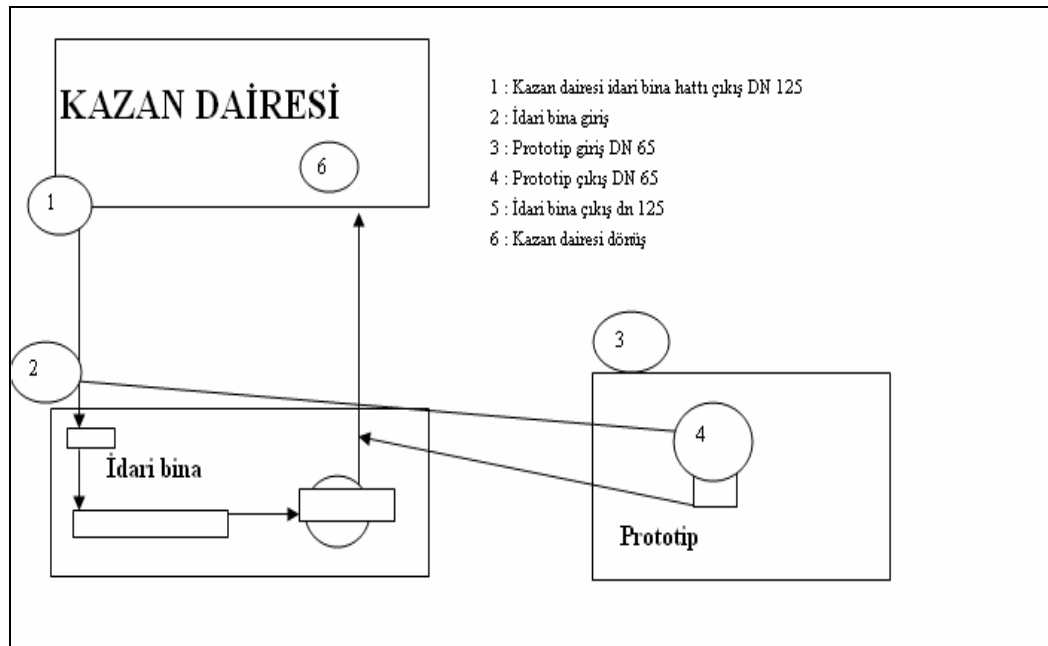 KAZAN DAİRESİ
6
1
1 : Kazan dairesi idari bina hattı çıkış DN 125
2 : İdari bina giriş
3 : Prototip giriş DN 65
4 : Prototip çıkış DN 65
5 : İdari bina çıkış dn 125
6 : Kazan dairesi dönüş
2
3
4
İdari bina
Prototip